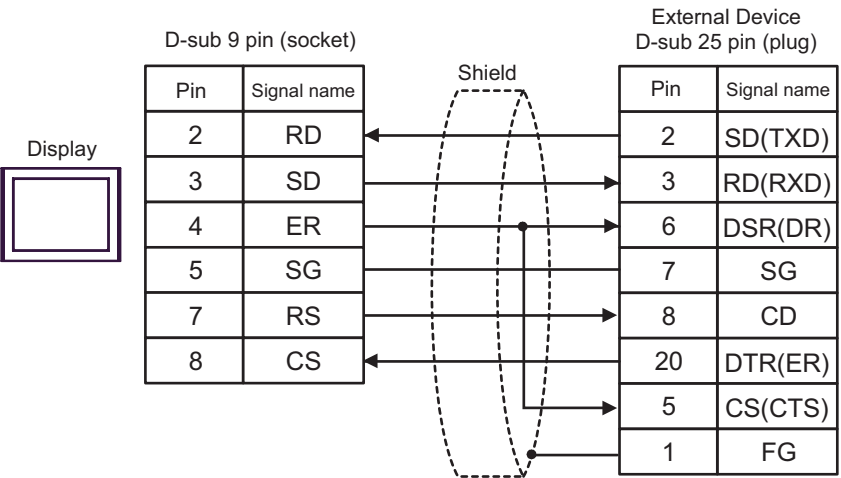 External Device
D-sub 9 pin (socket)
D-sub 25 pin (plug)
Shield
Pin Signal name
Pin Signal name
Display
2 RD
2 SD(TXD)
3 SD
3 RD(RXD)
4 ER
6 DSR(DR)
5 SG
7 SG
7 RS
8 CD
8 CS
20 DTR(ER)
5 CS(CTS)
1 FG